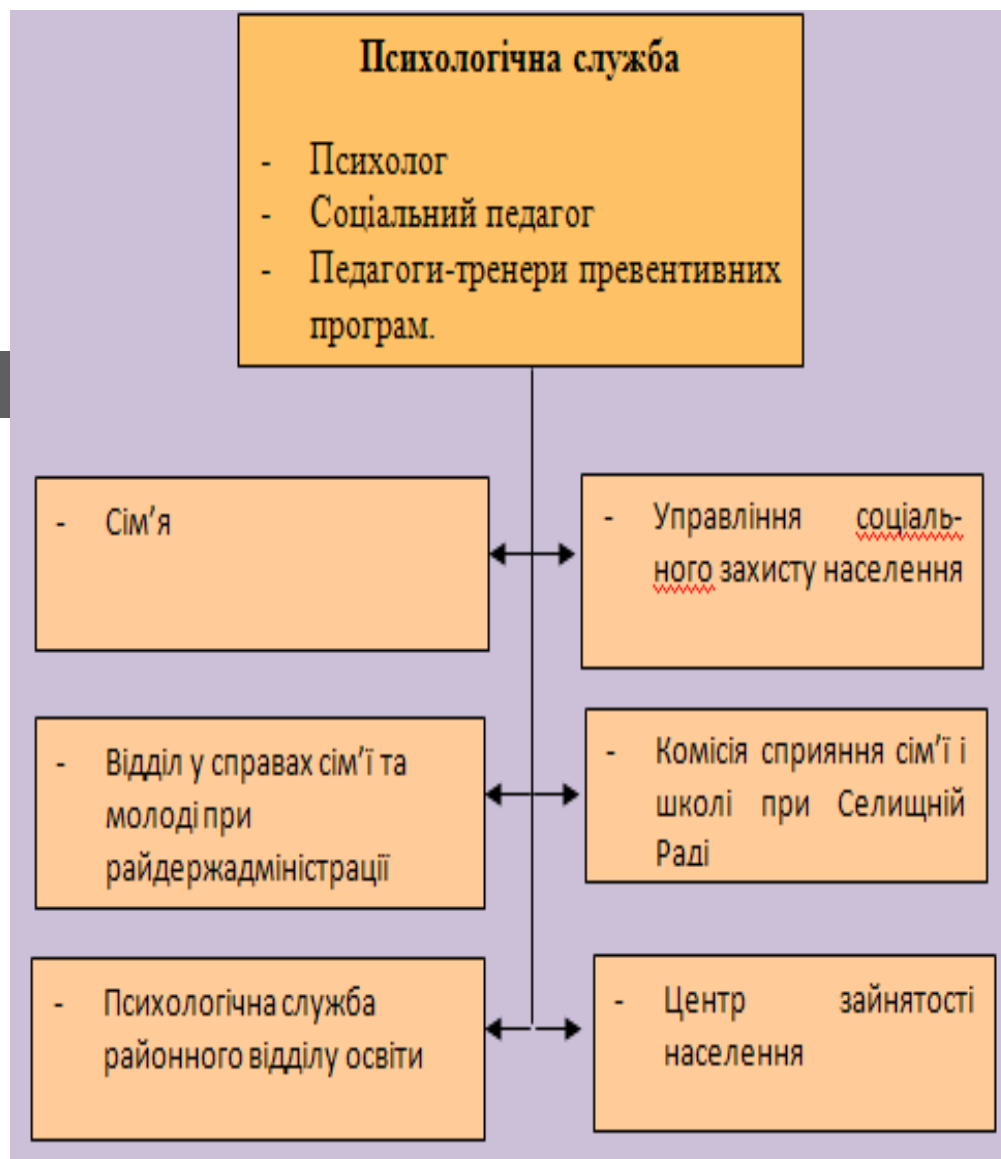 Психологічна служба
- Психолог
- Соціальний педагог
- Педагоги-тренери превентивних
програм.
- Сім’я
- Управління соціаль-
ного захисту населення
- Відділ у справах сім’ї та
молоді при
райдержадміністрації
- Комісія сприяння сім’ї і
школі при Селищній
Раді
- Психологічна служба
районного відділу освіти
- Центр зайнятості
населення